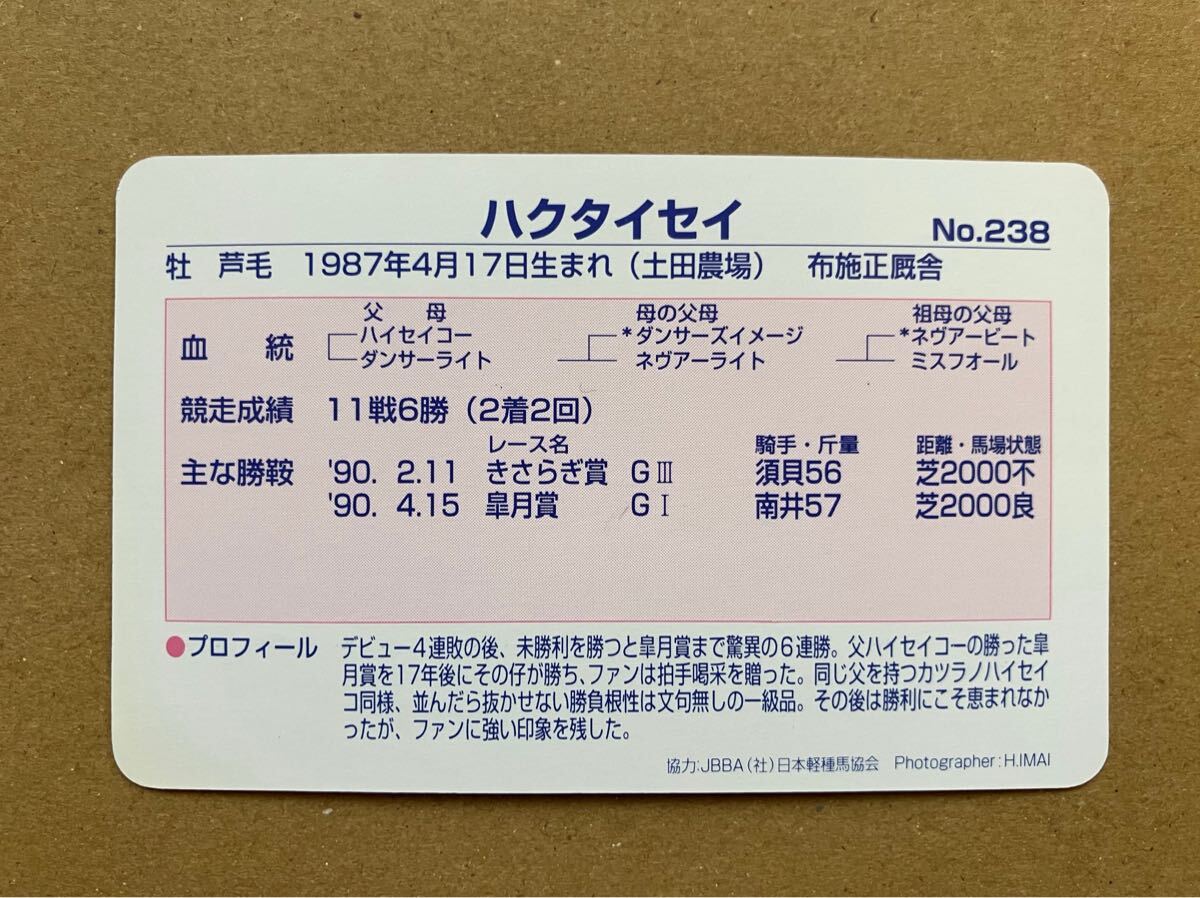 ハクタイセイ No.238
牡 芦毛 1987年4月17日生まれ（土田農場） 布施正厩舎
父 母 母の父母 祖母の父母
血統 ハイセイコー *ダンサーズイメージ *ネヴァービート
ダンサーライト ネヴアーライト ミスフオール
競走成績 11戦6勝（2着2回）
レース名 騎手・斤量 距離・馬場状態
主な勝鞍 '90. 2.11 きさらぎ賞 GⅢ 須貝56 芝2000不
'90. 4.15 皐月賞 GⅠ 南井57 芝2000良
●プロフィール デビュー4連敗の後、未勝利を勝つと皐月賞まで驚異の6連勝。父ハイセイコーの勝った皐
月賞を17年後にその仔が勝ち、ファンは拍手喝采を贈った。同じ父を持つカツラノハイセイ
コ同様、並んだら抜かせない勝負根性は文句無しの一級品。その後は勝利にこそ恵まれなか
ったが、ファンに強い印象を残した。
協力:JBBA（社）日本軽種馬協会 Photographer:H.IMAI